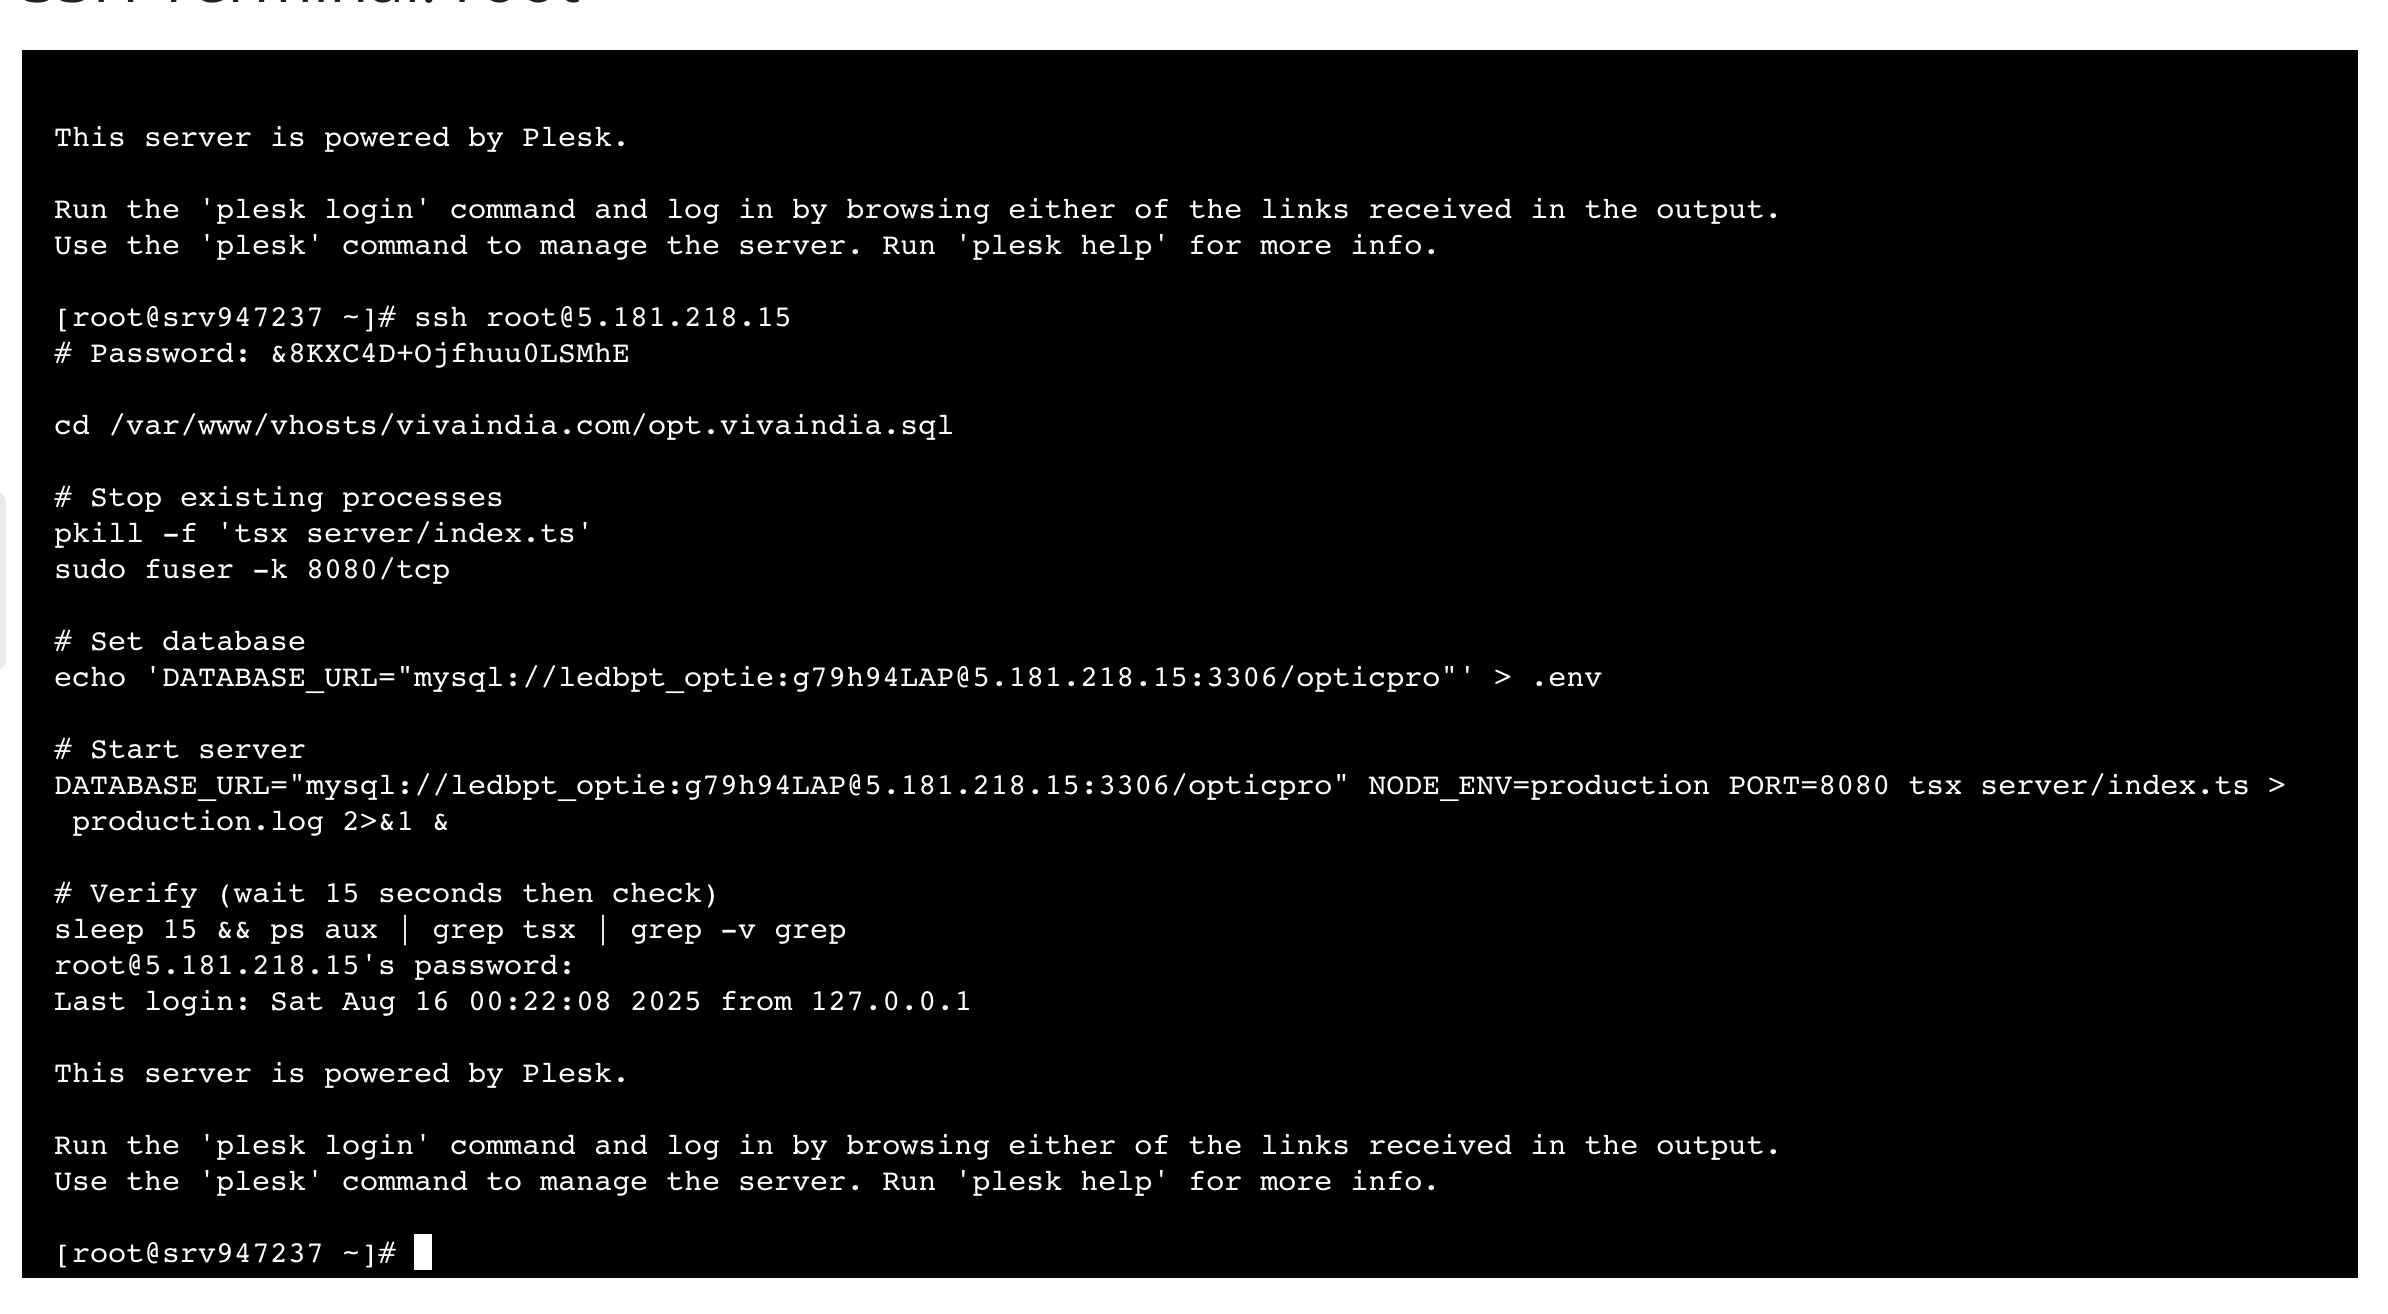 SSH Terminal: root
This server is powered by Plesk.
Run the 'plesk login' command and log in by browsing either of the links received in the output.
Use the 'plesk' command to manage the server. Run 'plesk help' for more info.
[root@srv947237 ~]# ssh root@5.181.218.15
# Password: &8KXC4D+Ojfhuu0LSMhE
cd /var/www/vhosts/vivaindia.com/opt.vivaindia.sql
# Stop existing processes
pkill -f 'tsx server/index.ts'
sudo fuser -k 8080/tcp
# Set database
echo 'DATABASE_URL="mysql://ledbpt_optie:g79h94LAP@5.181.218.15:3306/opticpro"' > .env
# Start server
DATABASE_URL="mysql://ledbpt_optie:g79h94LAP@5.181.218.15:3306/opticpro" NODE_ENV=production PORT=8080 tsx server/index.ts >
production.log 2>&1 &
# Verify (wait 15 seconds then check)
sleep 15 && ps aux | grep tsx | grep -v grep
root@5.181.218.15's password:
Last login: Sat Aug 16 00:22:08 2025 from 127.0.0.1
This server is powered by Plesk.
Run the 'plesk login' command and log in by browsing either of the links received in the output.
Use the 'plesk' command to manage the server. Run 'plesk help' for more info.
[root@srv947237 ~]#